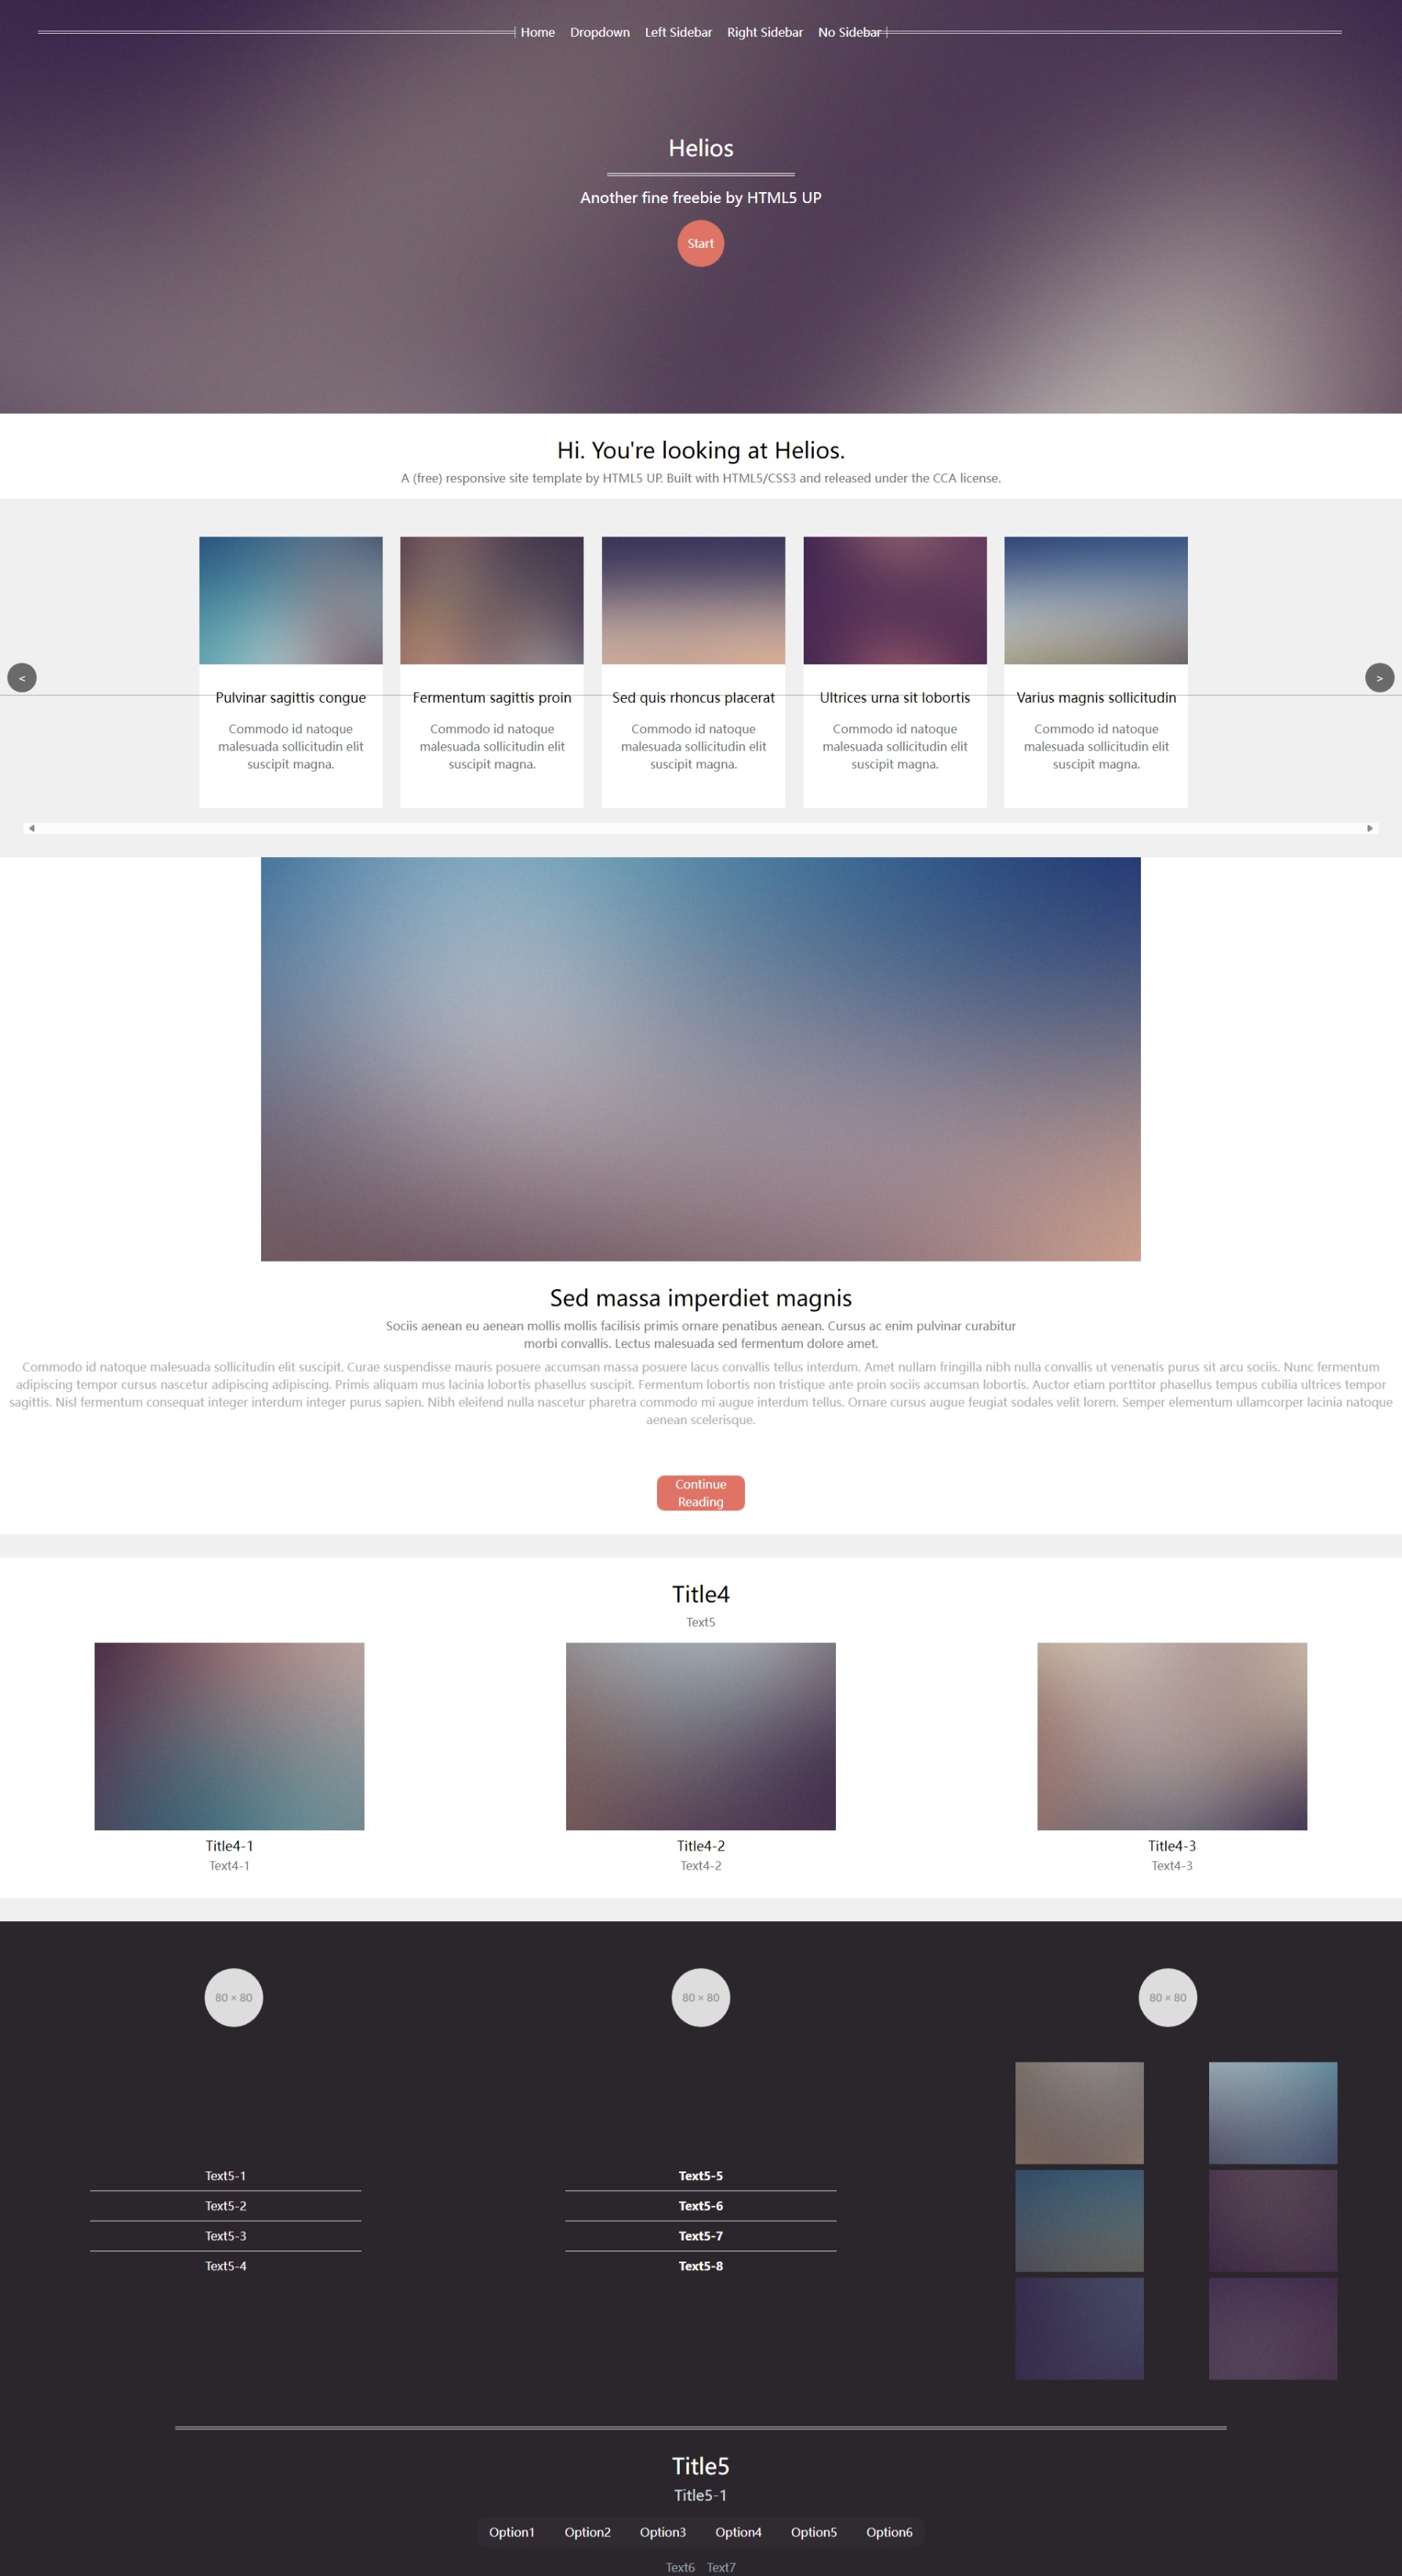 Home Dropdown Left Sidebar Right Sidebar No Sidebar
Helios
Another fine freebie by HTML5 UP
Start
Hi. You're looking at Helios.
A (free) responsive site template by HTML5 UP. Built with HTML5/CSS3 and released under the CCA license.
< >
Pulvinar sagittis congue
Commodo id natoque
malesuada sollicitudin elit
suscipit magna.
Fermentum sagittis proin
Commodo id natoque
malesuada sollicitudin elit
suscipit magna.
Sed quis rhoncus placerat
Commodo id natoque
malesuada sollicitudin elit
suscipit magna.
Ultrices urna sit lobortis
Commodo id natoque
malesuada sollicitudin elit
suscipit magna.
Varius magnis sollicitudin
Commodo id natoque
malesuada sollicitudin elit
suscipit magna.
Sed massa imperdiet magnis
Sociis aenean eu aenean mollis mollis facilisis primis ornare penatibus aenean. Cursus ac enim pulvinar curabitur
morbi convallis. Lectus malesuada sed fermentum dolore amet.
Commodo id natoque malesuada sollicitudin elit suscipit. Curae suspendisse mauris posuere accumsan massa posuere lacus convallis tellus interdum. Amet nullam fringilla nibh nulla convallis ut venenatis purus sit arcu sociis. Nunc fermentum
adipiscing tempor cursus nascetur adipiscing adipiscing. Primis aliquam mus lacinia lobortis phasellus suscipit. Fermentum lobortis non tristique ante proin sociis accumsan lobortis. Auctor etiam porttitor phasellus tempus cubilia ultrices tempor
sagittis. Nisl fermentum consequat integer interdum integer purus sapien. Nibh eleifend nulla nascetur pharetra commodo mi augue interdum tellus. Ornare cursus augue feugiat sodales velit lorem. Semper elementum ullamcorper lacinia natoque
aenean scelerisque.
Continue
Reading
Title4
Text5
Title4-1
Text4-1
Title4-2
Text4-2
Title4-3
Text4-3
80 × 80
80 × 80
80 × 80
Text5-1
Text5-2
Text5-3
Text5-4
Text5-5
Text5-6
Text5-7
Text5-8
Title5
Title5-1
Option1 Option2 Option3 Option4 Option5 Option6
Text6 Text7